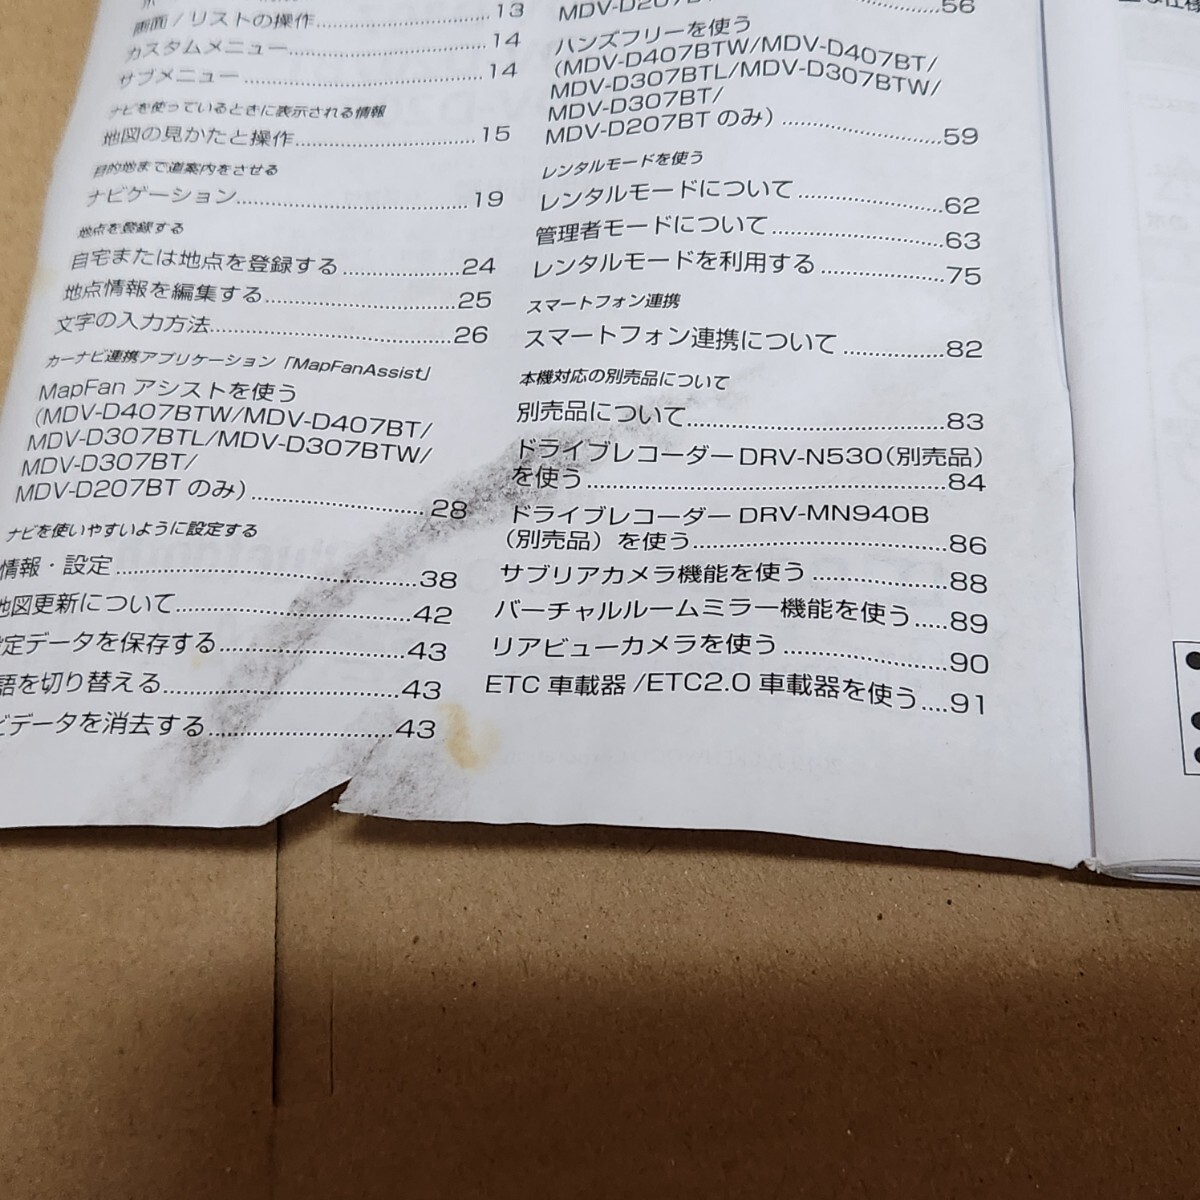 画面/リストの操作 13
カスタムメニュー 14
サブメニュー 14
ナビを使っているときに表示される情報
地図の見かたと操作 15
目的地まで道案内をさせる
ナビゲーション 19
地点を登録する
自宅または地点を登録する 24
地点情報を編集する 25
文字の入力方法 26
カーナビ連携アプリケーション「MapFanAssist」
MapFan アシストを使う
(MDV-D407BTW/MDV-D407BT/
MDV-D307BTL/MDV-D307BTW/
MDV-D307BT/
MDV-D207BT のみ) 28
ナビを使いやすいように設定する
情報・設定 38
地図更新について 42
定データを保存する 43
語を切り替える 43
データを消去する 43
56
ハンズフリーを使う
(MDV-D407BTW/MDV-D407BT/
MDV-D307BTL/MDV-D307BTW/
MDV-D307BT/
MDV-D207BT のみ) 59
レンタルモードを使う
レンタルモードについて 62
管理者モードについて 63
レンタルモードを利用する 75
スマートフォン連携
スマートフォン連携について 82
本機対応の別売品について
別売品について 83
ドライブレコーダー DRV-N530(別売品)
を使う 84
ドライブレコーダー DRV-MN940B
(別売品) を使う 86
サブリアカメラ機能を使う 88
バーチャルルームミラー機能を使う 89
リアビューカメラを使う 90
ETC 車載器 /ETC2.0 車載器を使う 91